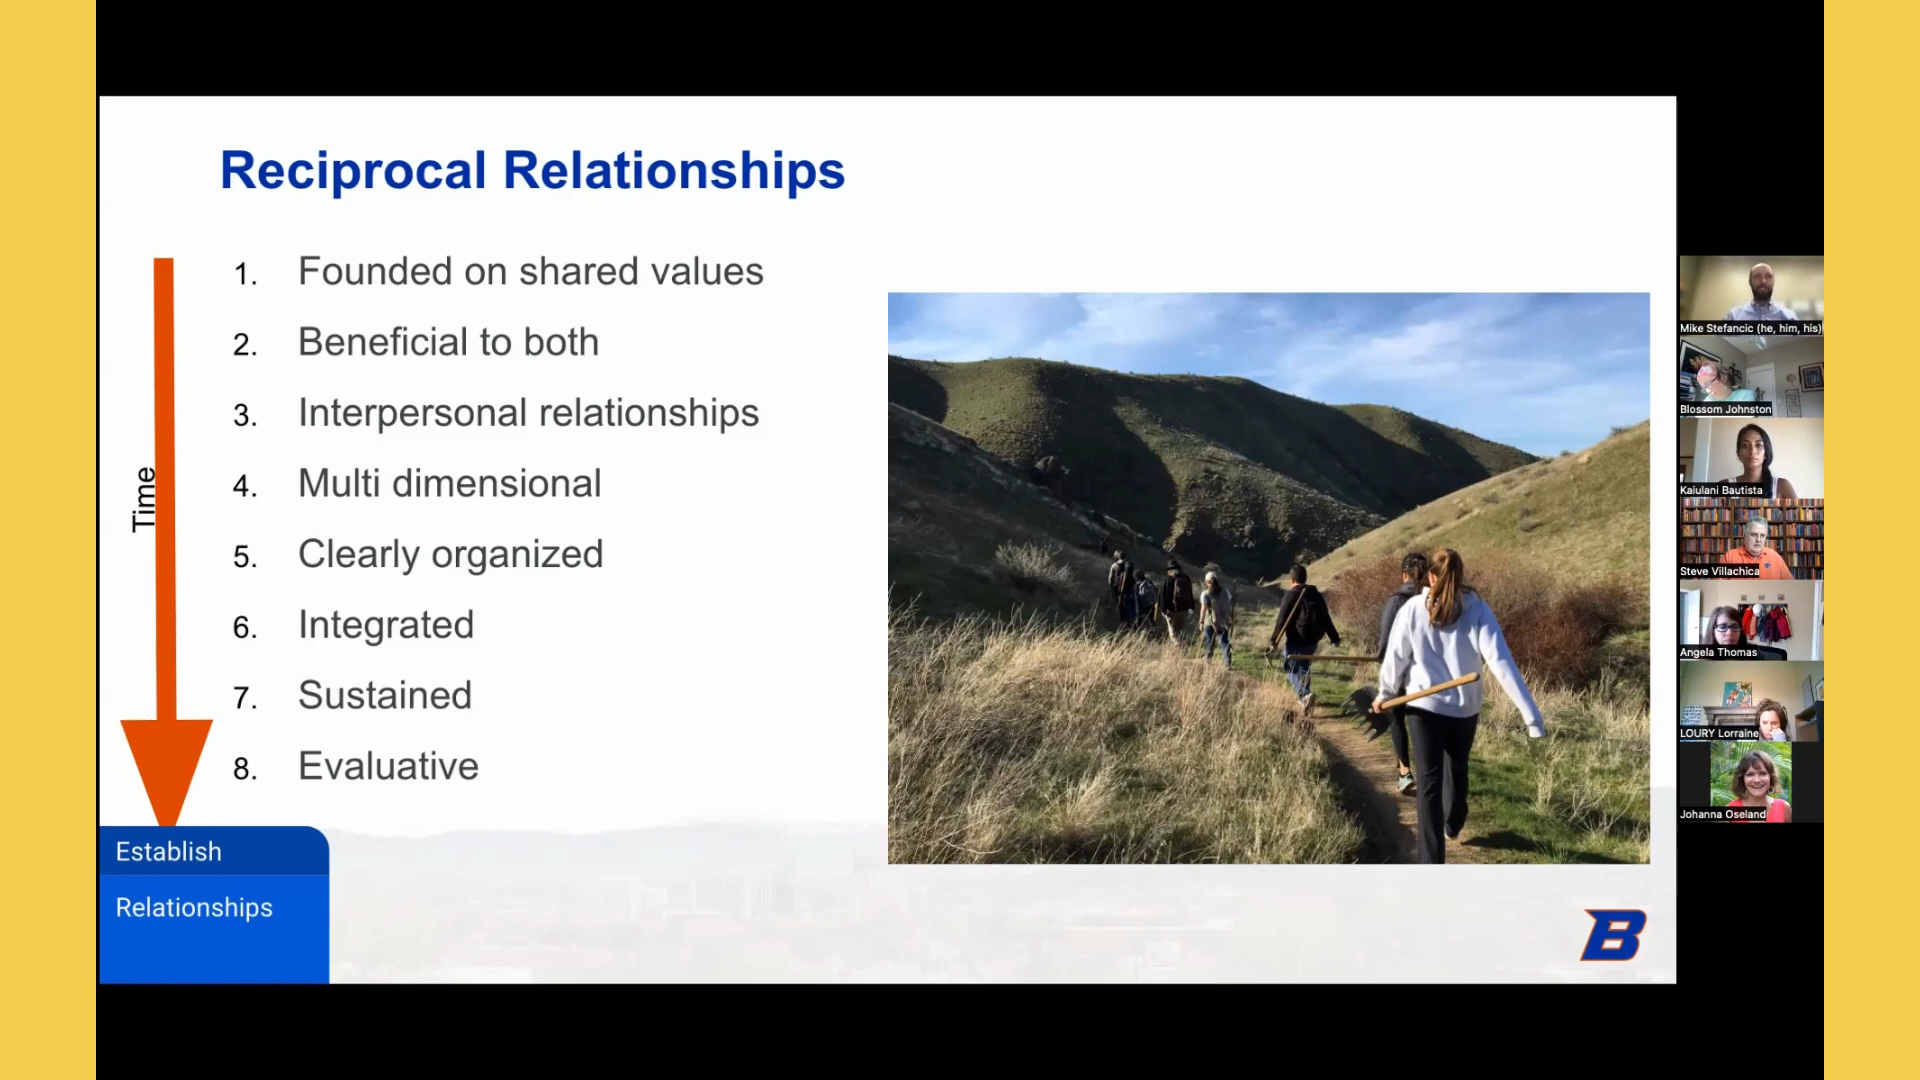 Reciprocal Relationships
Time
1. Founded on shared values
2. Beneficial to both
3. Interpersonal relationships
4. Multi dimensional
5. Clearly organized
6. Integrated
7. Sustained
8. Evaluative
Establish
Relationships
B
Mike Stefancic (he, him, his)
Blossom Johnston
Kaiulani Bautista
Steve Villachica
Angela Thomas
LOURY Lorraine
Johanna Oseland